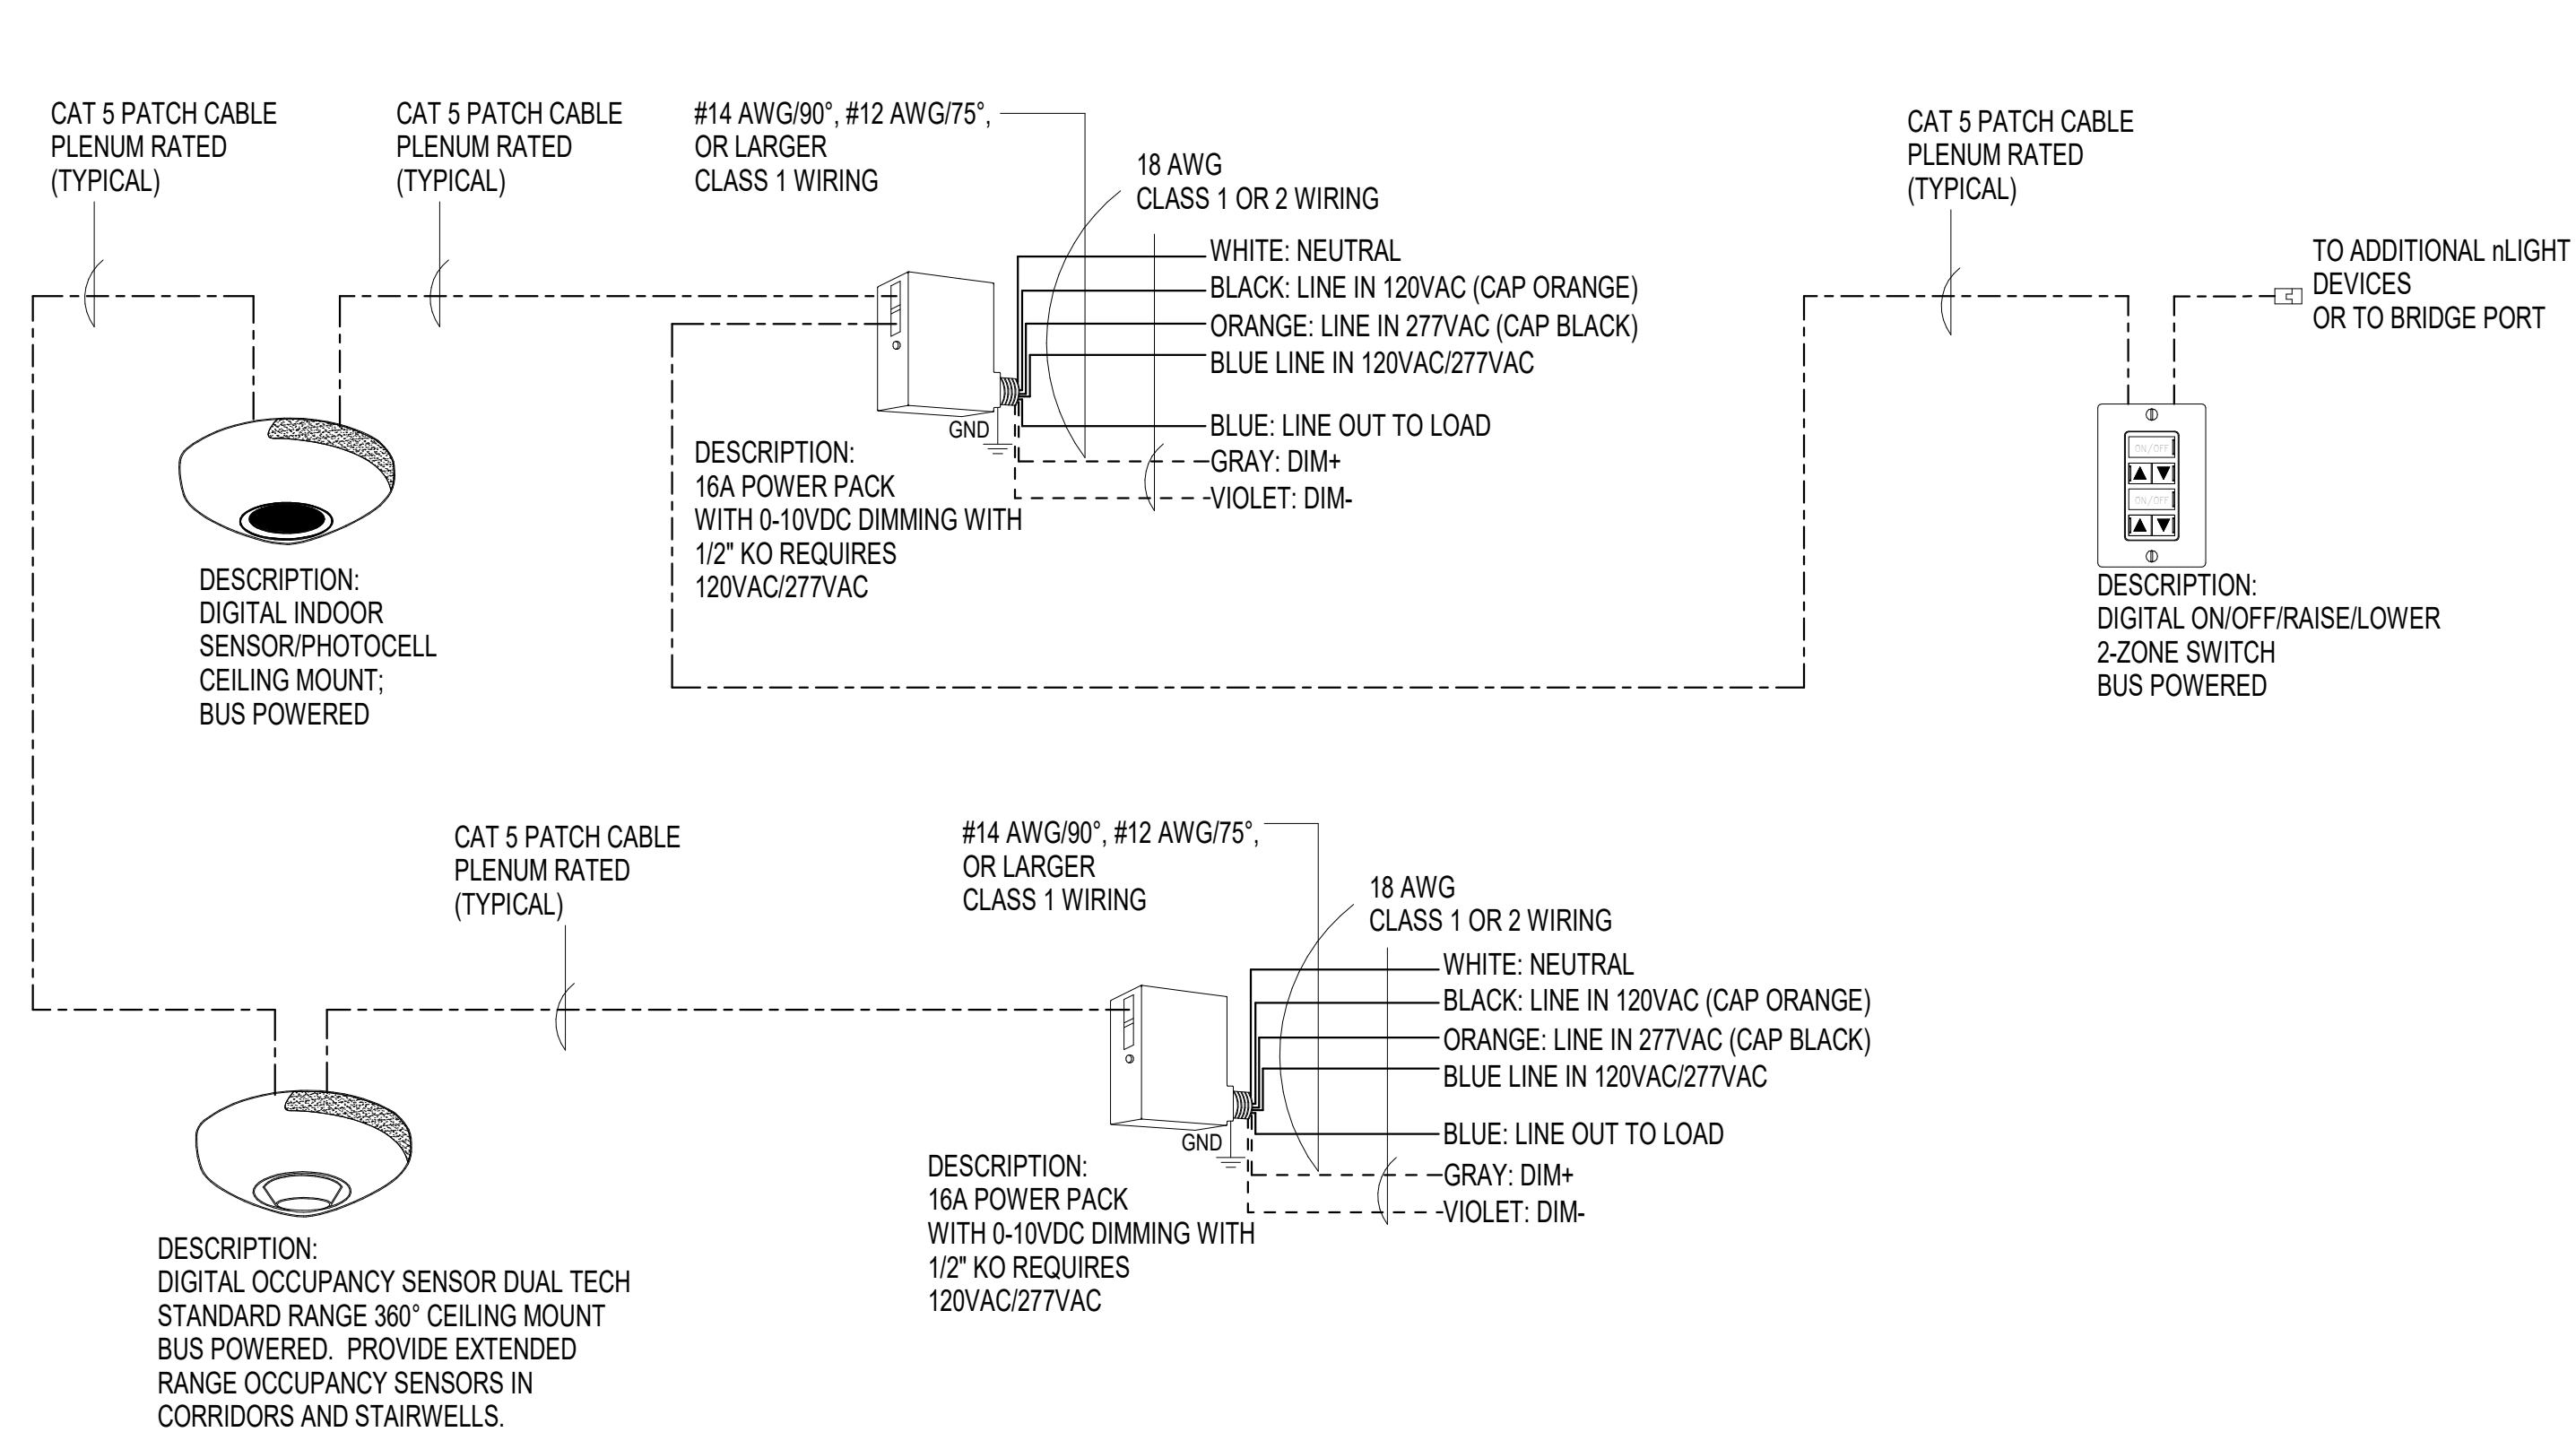 CAT 5 PATCH CABLE
PLENUM RATED
(TYPICAL)
CAT 5 PATCH CABLE
PLENUM RATED
(TYPICAL)
#14 AWG/90°, #12 AWG/75°,
OR LARGER
CLASS 1 WIRING
18 AWG
CLASS 1 OR 2 WIRING
WHITE: NEUTRAL
BLACK: LINE IN 120VAC (CAP ORANGE)
ORANGE: LINE IN 277VAC (CAP BLACK)
BLUE LINE IN 120VAC/277VAC
BLUE: LINE OUT TO LOAD
GRAY: DIM+
VIOLET: DIM-
GND
DESCRIPTION:
16A POWER PACK
WITH 0-10VDC DIMMING WITH
1/2" KO REQUIRES
120VAC/277VAC
CAT 5 PATCH CABLE
PLENUM RATED
(TYPICAL)
TO ADDITIONAL nLIGHT
DEVICES
OR TO BRIDGE PORT
ON/OFF
ON/OFF
DESCRIPTION:
DIGITAL ON/OFF/RAISE/LOWER
2-ZONE SWITCH
BUS POWERED
DESCRIPTION:
DIGITAL INDOOR
SENSOR/PHOTOCELL
CEILING MOUNT;
BUS POWERED
CAT 5 PATCH CABLE
PLENUM RATED
(TYPICAL)
#14 AWG/90°, #12 AWG/75°,
OR LARGER
CLASS 1 WIRING
18 AWG
CLASS 1 OR 2 WIRING
WHITE: NEUTRAL
BLACK: LINE IN 120VAC (CAP ORANGE)
ORANGE: LINE IN 277VAC (CAP BLACK)
BLUE LINE IN 120VAC/277VAC
BLUE: LINE OUT TO LOAD
GRAY: DIM+
VIOLET: DIM-
GND
DESCRIPTION:
16A POWER PACK
WITH 0-10VDC DIMMING WITH
1/2" KO REQUIRES
120VAC/277VAC
DESCRIPTION:
DIGITAL OCCUPANCY SENSOR DUAL TECH
STANDARD RANGE 360° CEILING MOUNT
BUS POWERED.  PROVIDE EXTENDED
RANGE OCCUPANCY SENSORS IN
CORRIDORS AND STAIRWELLS.